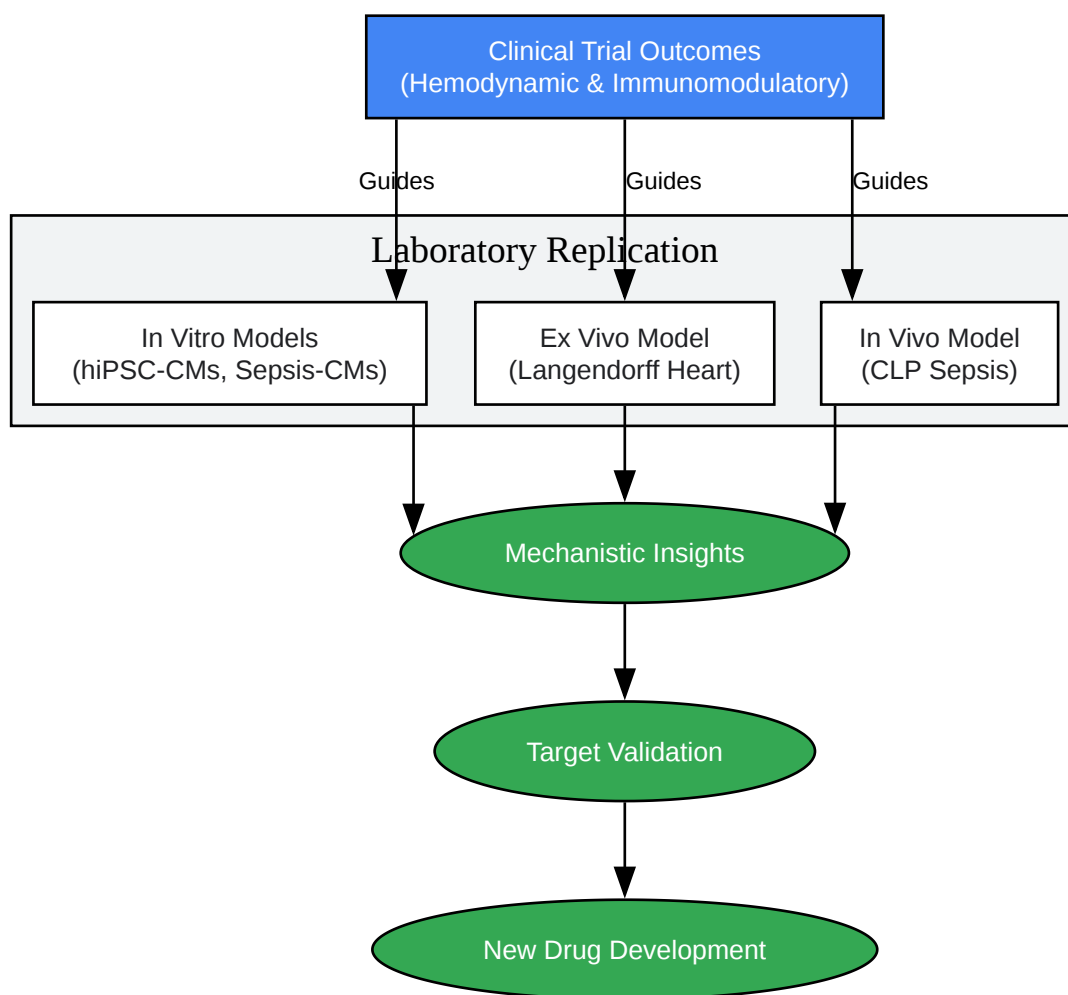 Clinical Trial Outcomes
(Hemodynamic & Immunomodulatory)
Guides
Guides
Guides
Laboratory Replication
In Vitro Models
(hiPSC-CMs, Sepsis-CMs)
Ex Vivo Model
(Langendorff Heart)
In Vivo Model
(CLP Sepsis)
Mechanistic Insights
Target Validation
New Drug Development